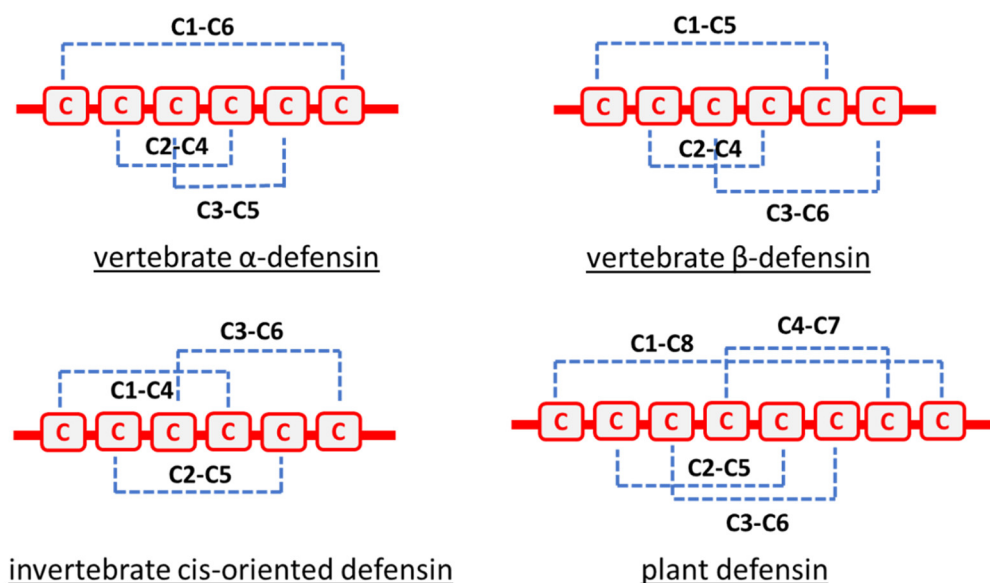 C1-C6
C C C C C C
C2-C4
C3-C5
vertebrate α-defensin
C1-C5
C C C C C C
C2-C4
C3-C6
vertebrate β-defensin
C3-C6
C1-C4
C C C C C C
C2-C5
invertebrate cis-oriented defensin
C4-C7
C1-C8
C C C C C C C C
C2-C5
C3-C6
plant defensin